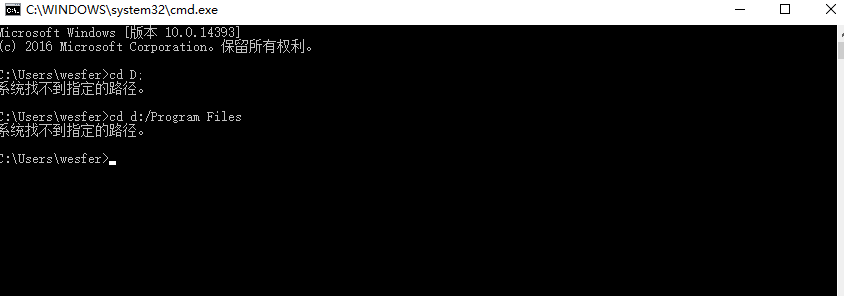 C:\WINDOWS\system32\cmd.exe
Microsoft Windows [版本 10.0.14393]
(c) 2016 Microsoft Corporation。保留所有权利。
C:\Users\wesfer>cd D;
系统找不到指定的路径。
C:\Users\wesfer>cd d:/Program Files
系统找不到指定的路径。
C:\Users\wesfer>